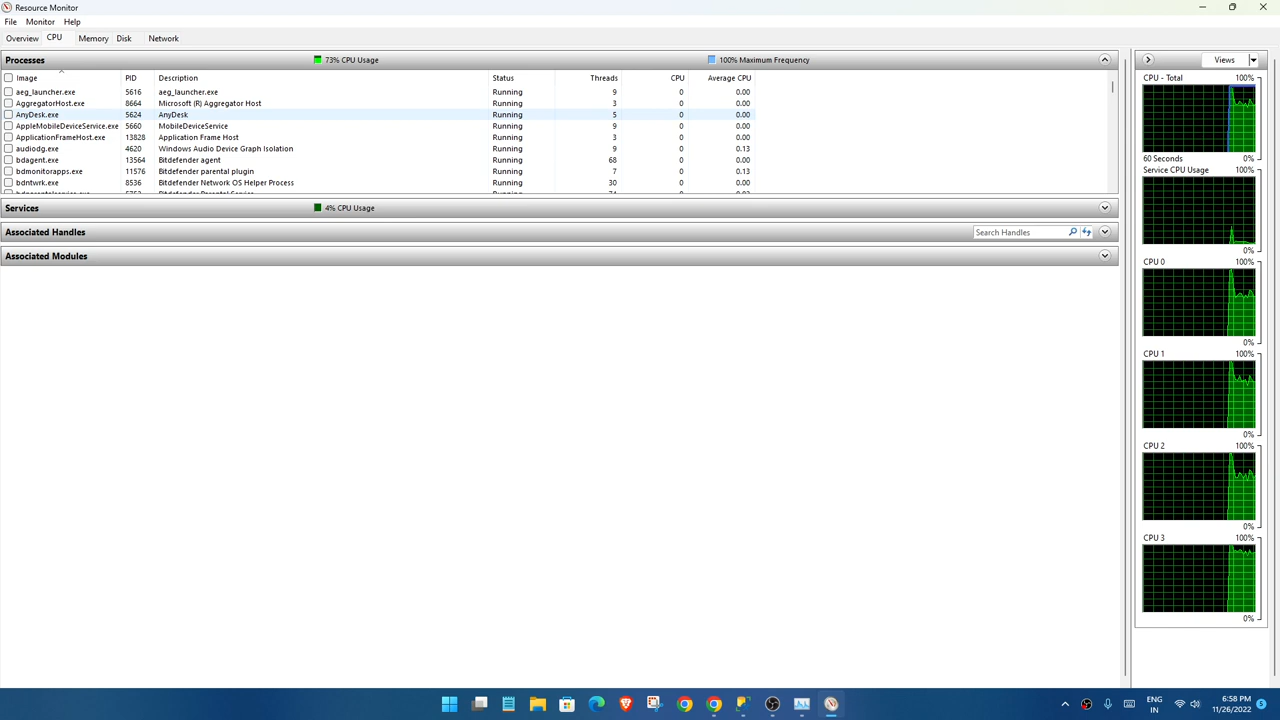 Resource Monitor
File Monitor Help
Overview CPU Memory Disk Network
Processes 73% CPU Usage 100% Maximum Frequency
Image PID Description Status Threads CPU Average CPU
aeg_launcher.exe 5616 aeg_launcher.exe Running 9 0 0.00
AggregatorHost.exe 8664 Microsoft (R) Aggregator Host Running 3 0 0.00
AnyDesk.exe 5624 AnyDesk Running 5 0 0.00
AppleMobileDeviceService.exe 5660 MobileDeviceService Running 9 0 0.00
ApplicationFrameHost.exe 13828 Application Frame Host Running 3 0 0.00
audiodg.exe 4620 Windows Audio Device Graph Isolation Running 9 0 0.13
bdagent.exe 13564 Bitdefender agent Running 68 0 0.00
bdmonitorapps.exe 11576 Bitdefender parental plugin Running 7 0 0.13
bdntwrk.exe 8536 Bitdefender Network OS Helper Process Running 30 0 0.00
Services 4% CPU Usage
Associated Handles Search Handles
Associated Modules
Views
CPU - Total 100%
60 Seconds 0%
Service CPU Usage 100%
0%
CPU 0 100%
0%
CPU 1 100%
0%
CPU 2 100%
0%
CPU 3 100%
0%
ENG
IN
6:58 PM
11/26/2022
5